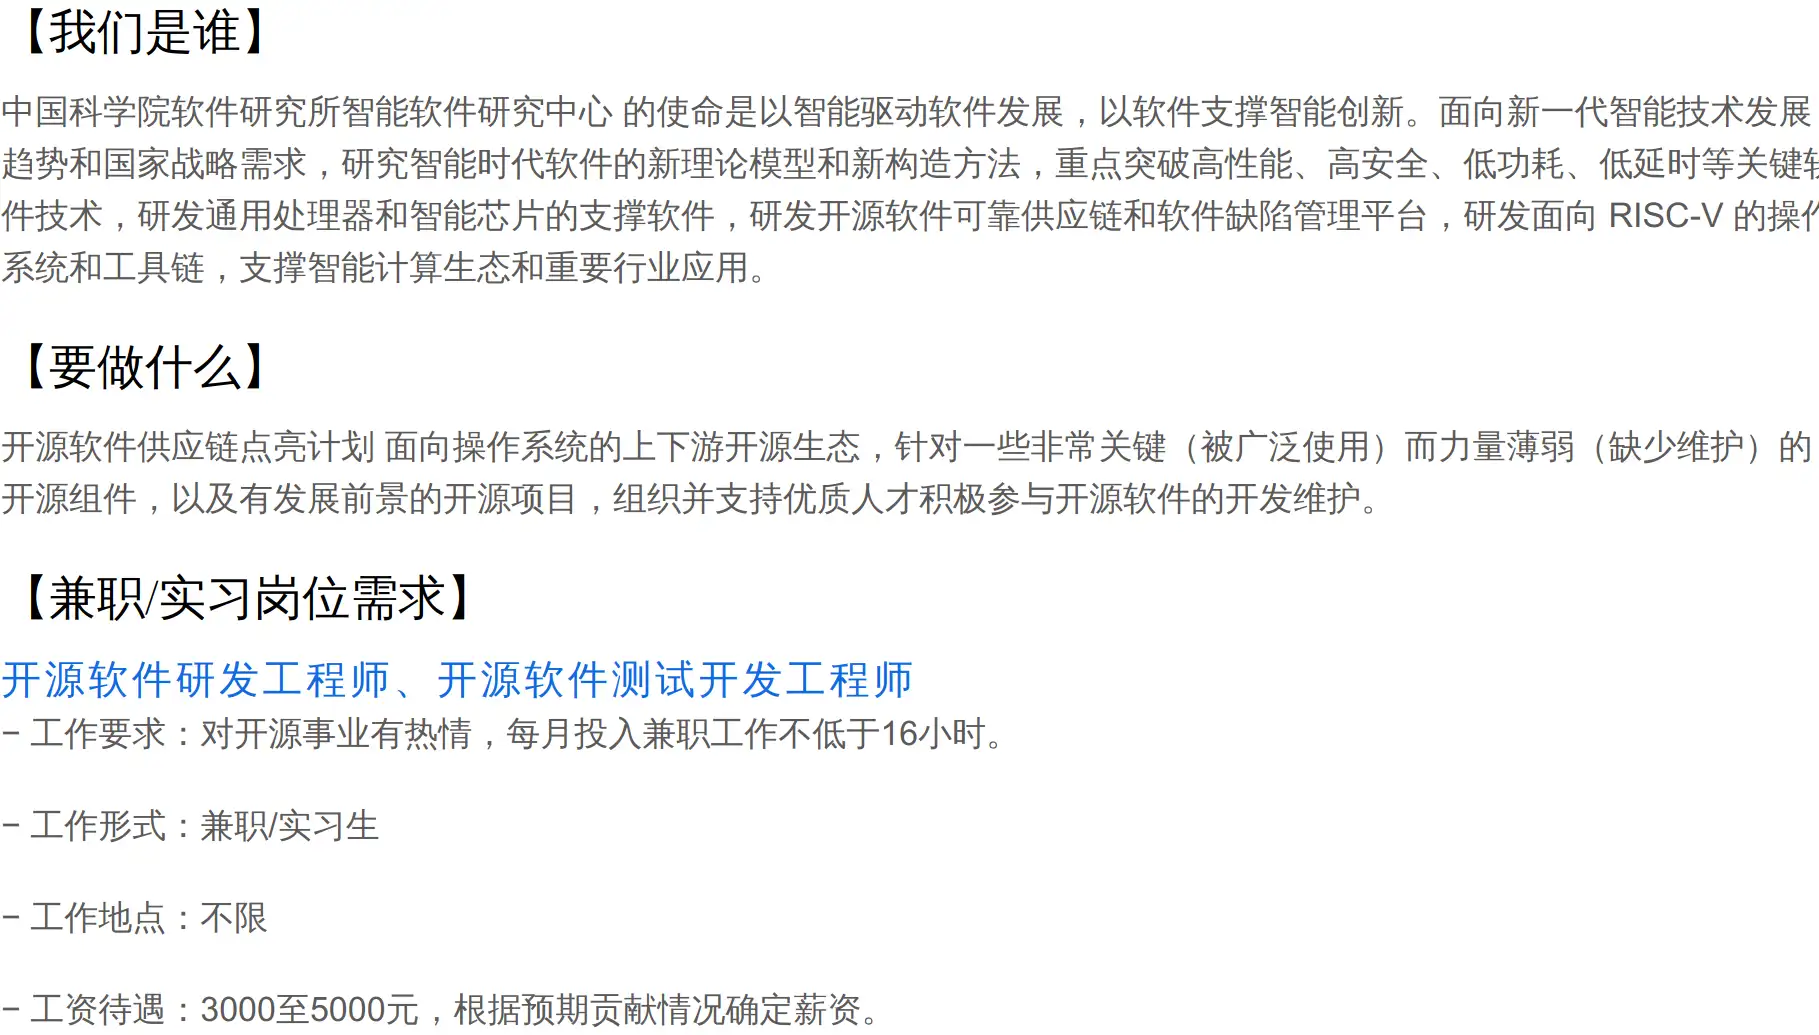 【我们是谁】
中国科学院软件研究所智能软件研究中心 的使命是以智能驱动软件发展，以软件支撑智能创新。面向新一代智能技术发展
趋势和国家战略需求，研究智能时代软件的新理论模型和新构造方法，重点突破高性能、高安全、低功耗、低延时等关键软
件技术，研发通用处理器和智能芯片的支撑软件，研发开源软件可靠供应链和软件缺陷管理平台，研发面向 RISC-V 的操作
系统和工具链，支撑智能计算生态和重要行业应用。
【要做什么】
开源软件供应链点亮计划 面向操作系统的上下游开源生态，针对一些非常关键（被广泛使用）而力量薄弱（缺少维护）的
开源组件，以及有发展前景的开源项目，组织并支持优质人才积极参与开源软件的开发维护。
【兼职/实习岗位需求】
开源软件研发工程师、开源软件测试开发工程师
– 工作要求：对开源事业有热情，每月投入兼职工作不低于16小时。
– 工作形式：兼职/实习生
– 工作地点：不限
– 工资待遇：3000至5000元，根据预期贡献情况确定薪资。